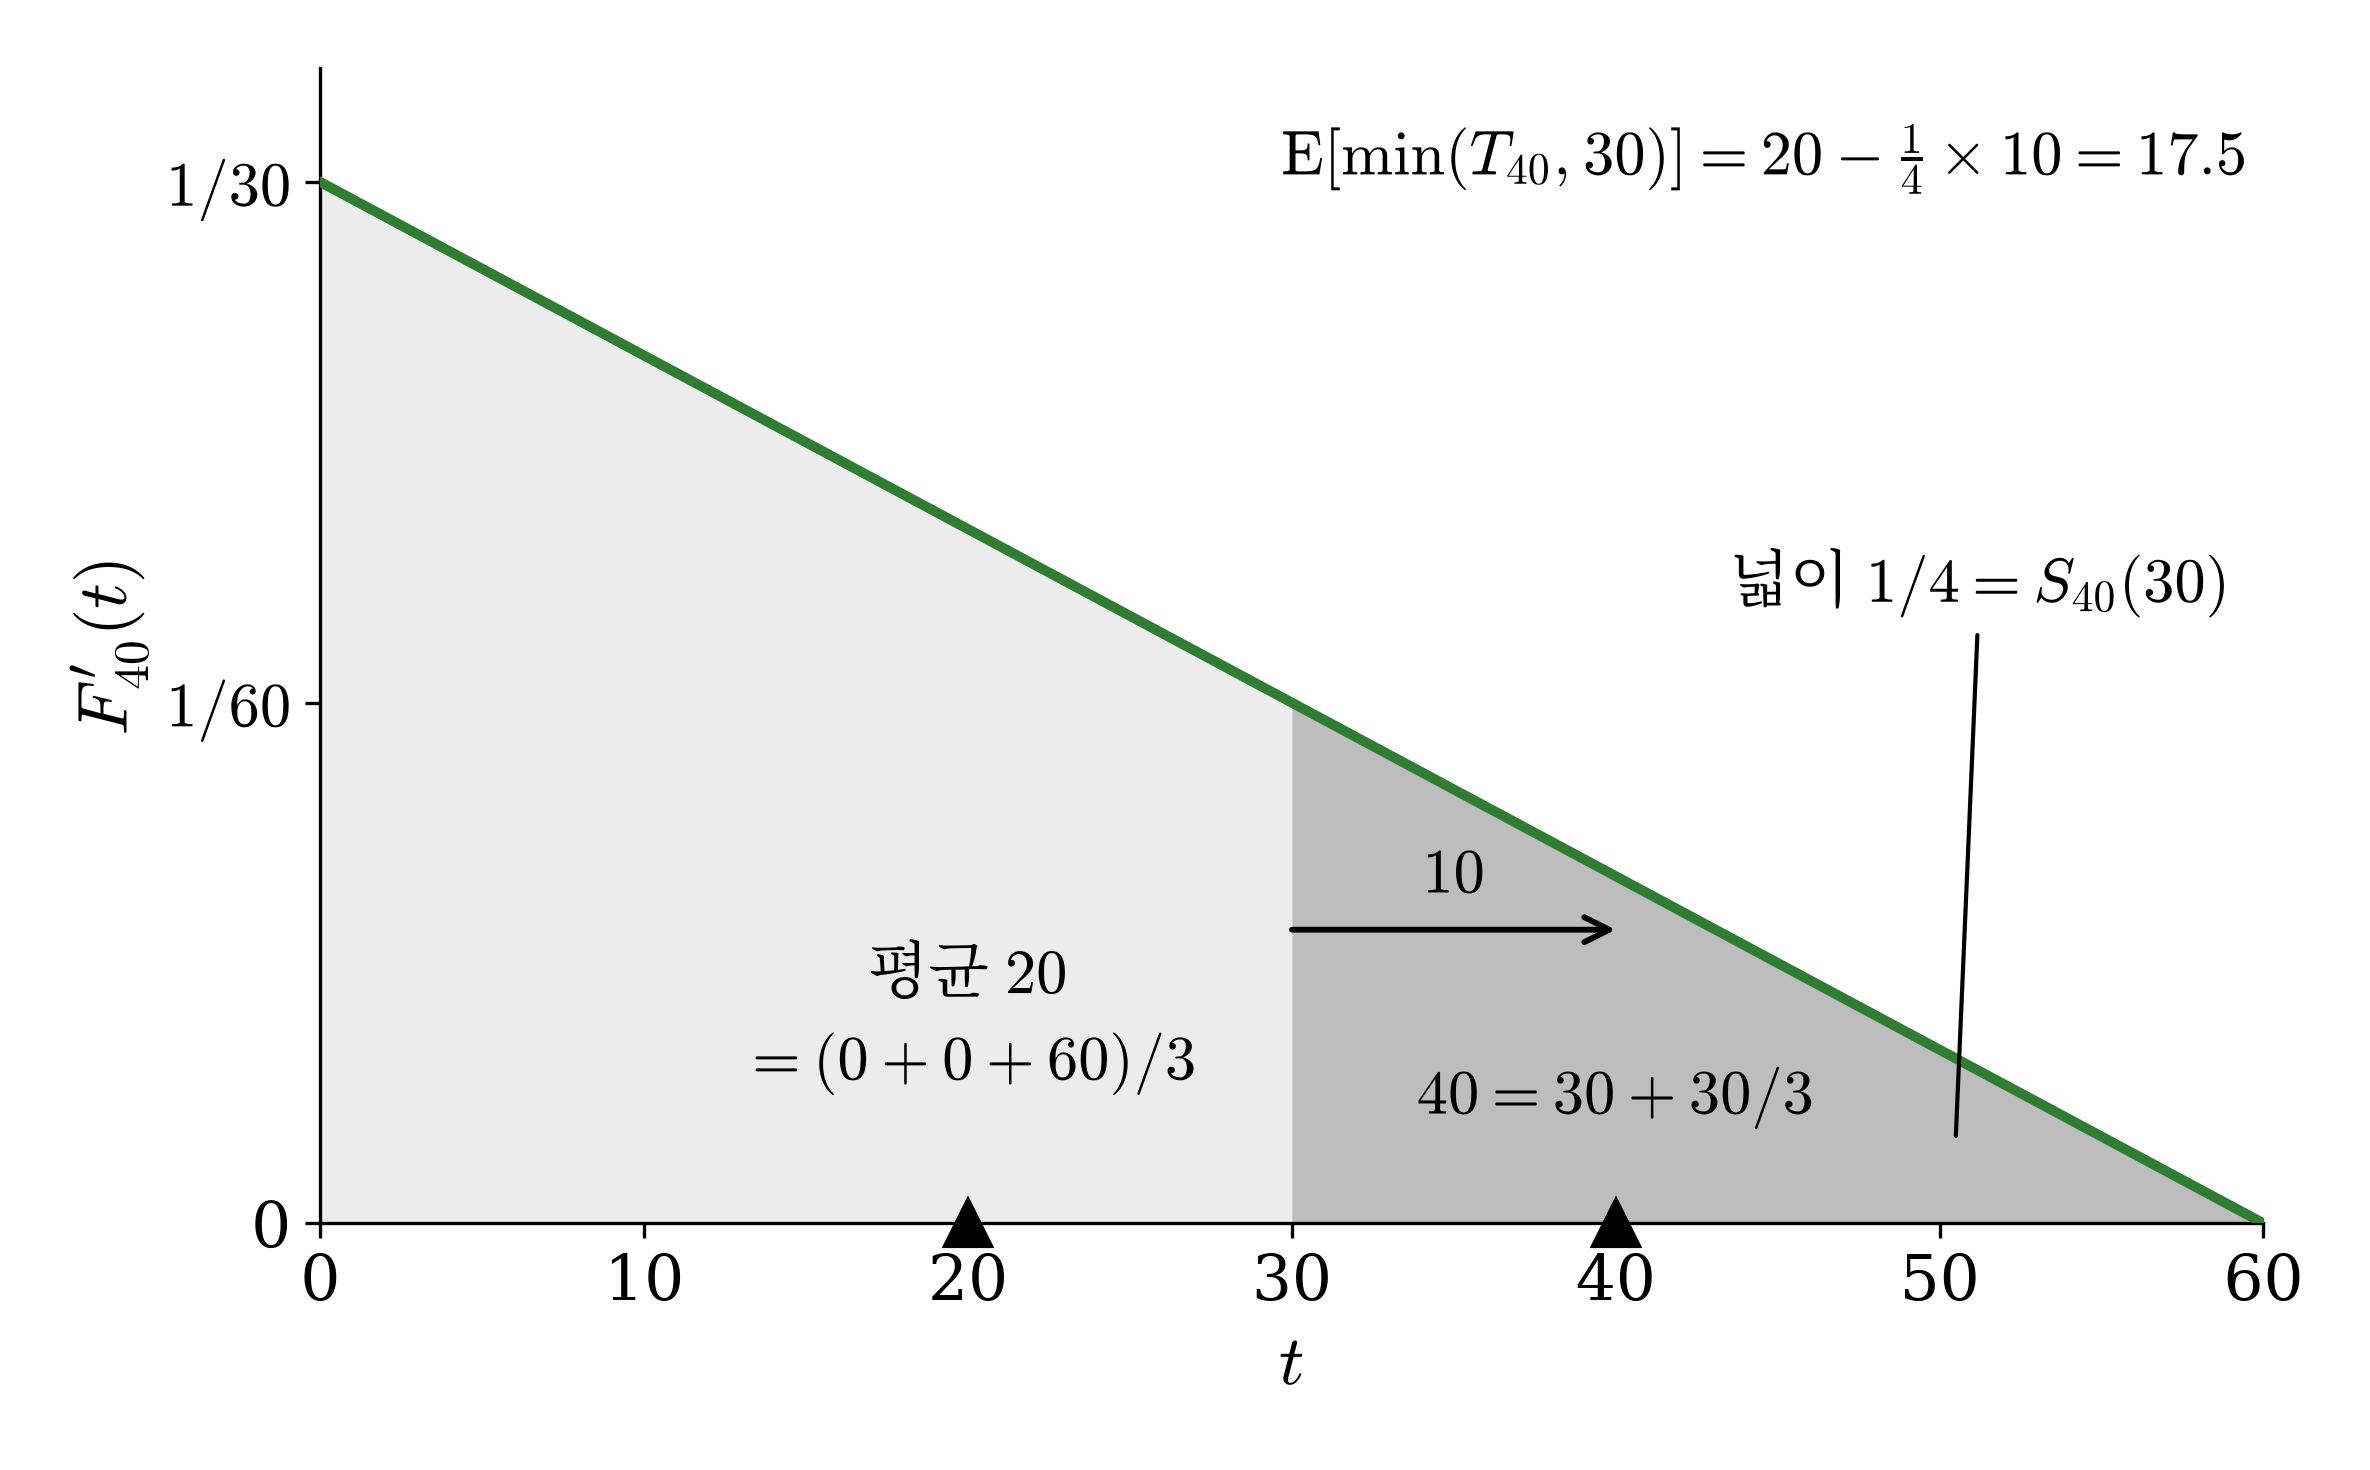 E[min(T₄₀, 30)] = 20 − 1/4 × 10 = 17.5
1/30
넓이 1/4 = S₄₀(30)
F′₄₀(t)
1/60
10
평균 20
= (0 + 0 + 60)/3
40 = 30 + 30/3
0
0 10 20 30 40 50 60
t